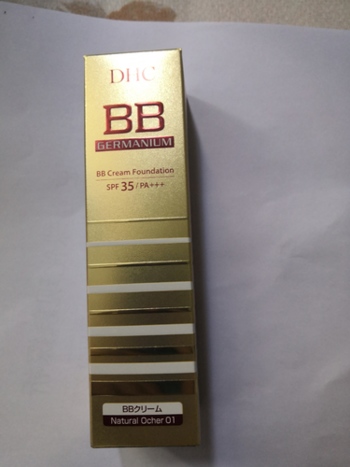 DHC
BB
GERMANIUM
BB Cream Foundation
SPF 35 / PA+++
BBクリーム
Natural Ocher 01